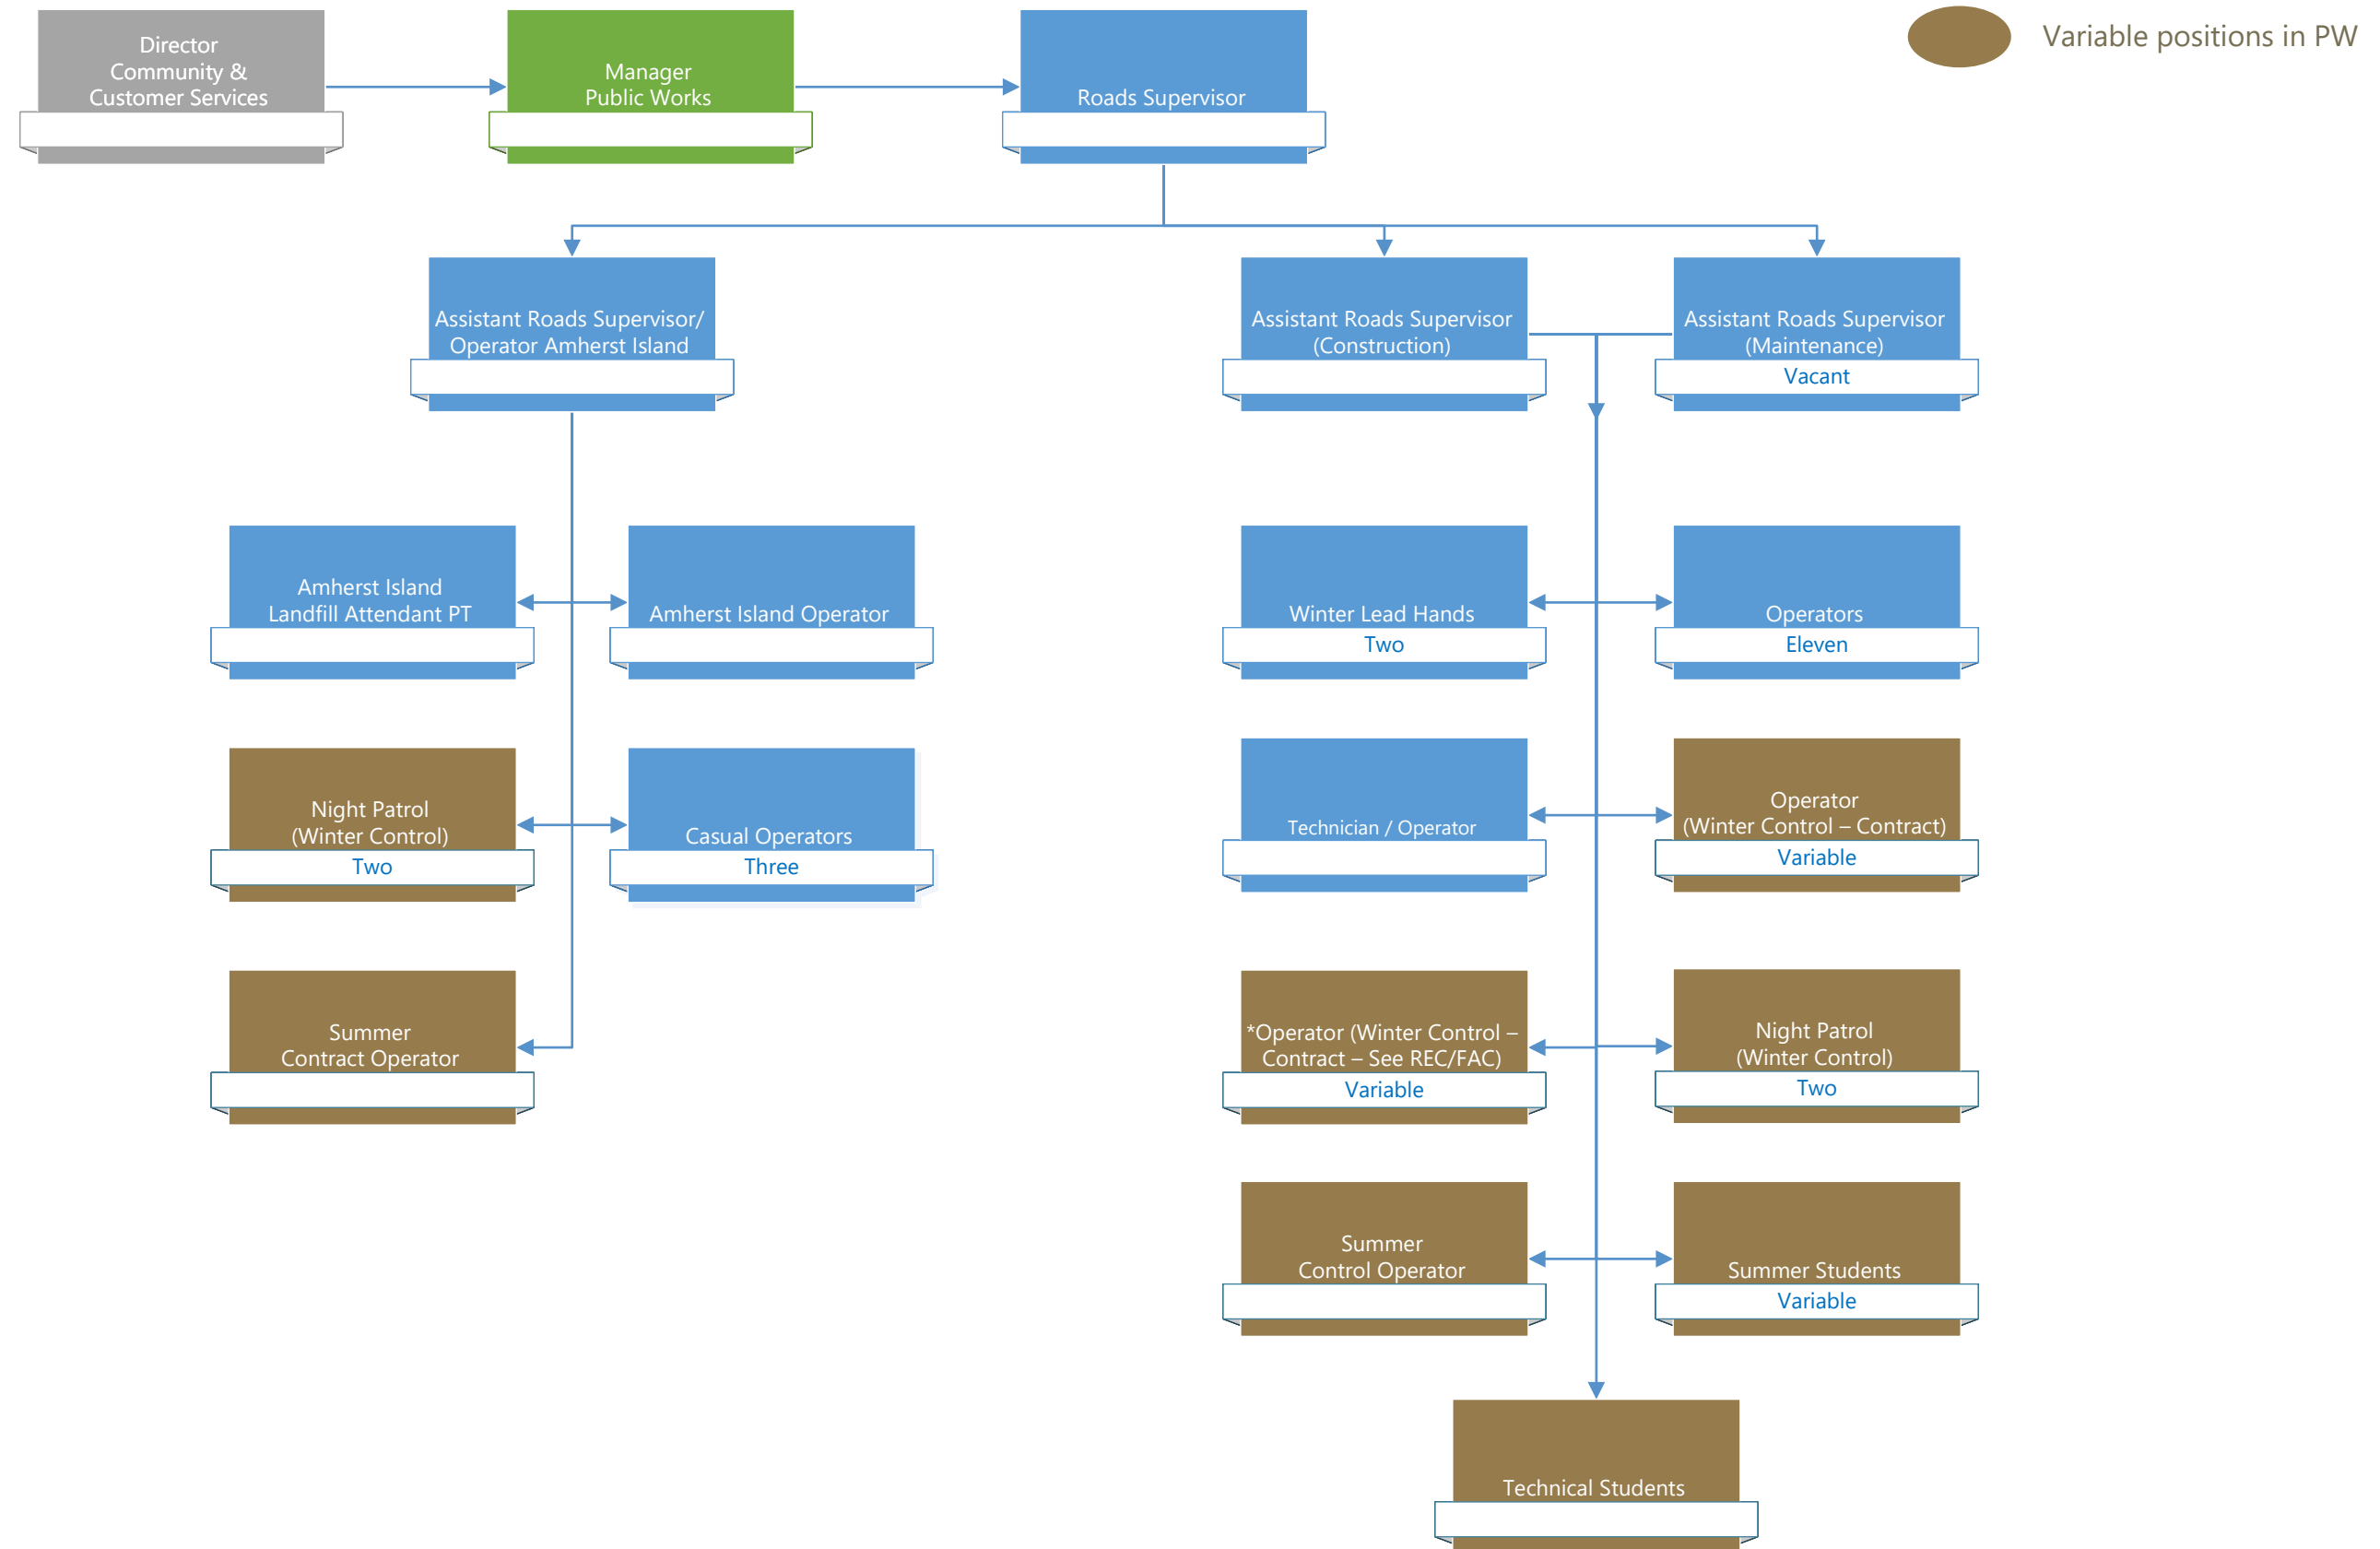 Director
Community &
Customer Services
Manager
Public Works
Roads Supervisor
Variable positions in PW
Assistant Roads Supervisor/
Operator Amherst Island
Assistant Roads Supervisor
(Construction)
Assistant Roads Supervisor
(Maintenance)
Vacant
Amherst Island
Landfill Attendant PT
Amherst Island Operator
Winter Lead Hands
Two
Operators
Eleven
Night Patrol
(Winter Control)
Two
Casual Operators
Three
Technician / Operator
Operator
(Winter Control – Contract)
Variable
Summer
Contract Operator
*Operator (Winter Control –
Contract – See REC/FAC)
Variable
Night Patrol
(Winter Control)
Two
Summer
Control Operator
Summer Students
Variable
Technical Students